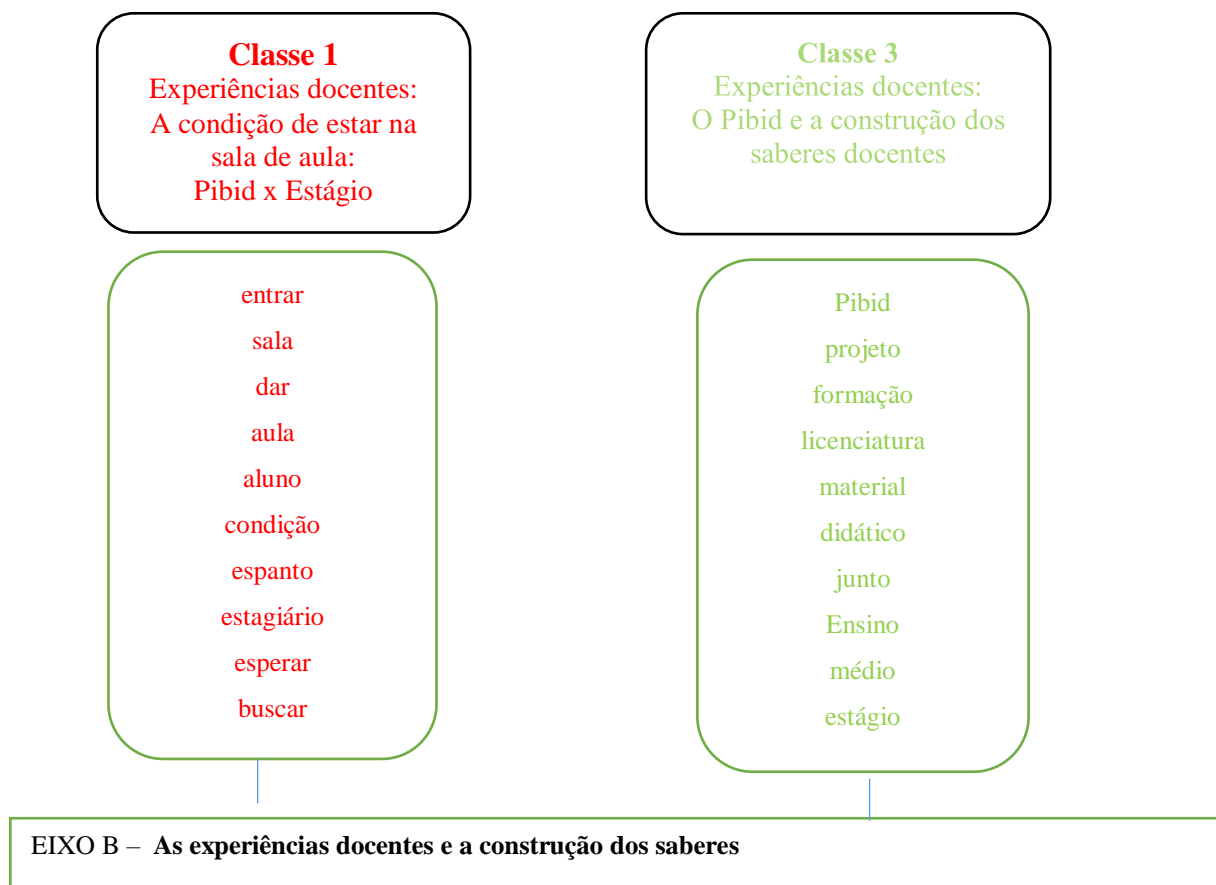 Classe 1
Experiências docentes:
A condição de estar na
sala de aula:
Pibid x Estágio
entrar
sala
dar
aula
aluno
condição
espanto
estagiário
esperar
buscar
Classe 3
Experiências docentes:
O Pibid e a construção dos
saberes docentes
Pibid
projeto
formação
licenciatura
material
didático
junto
Ensino
médio
estágio
EIXO B – As experiências docentes e a construção dos saberes